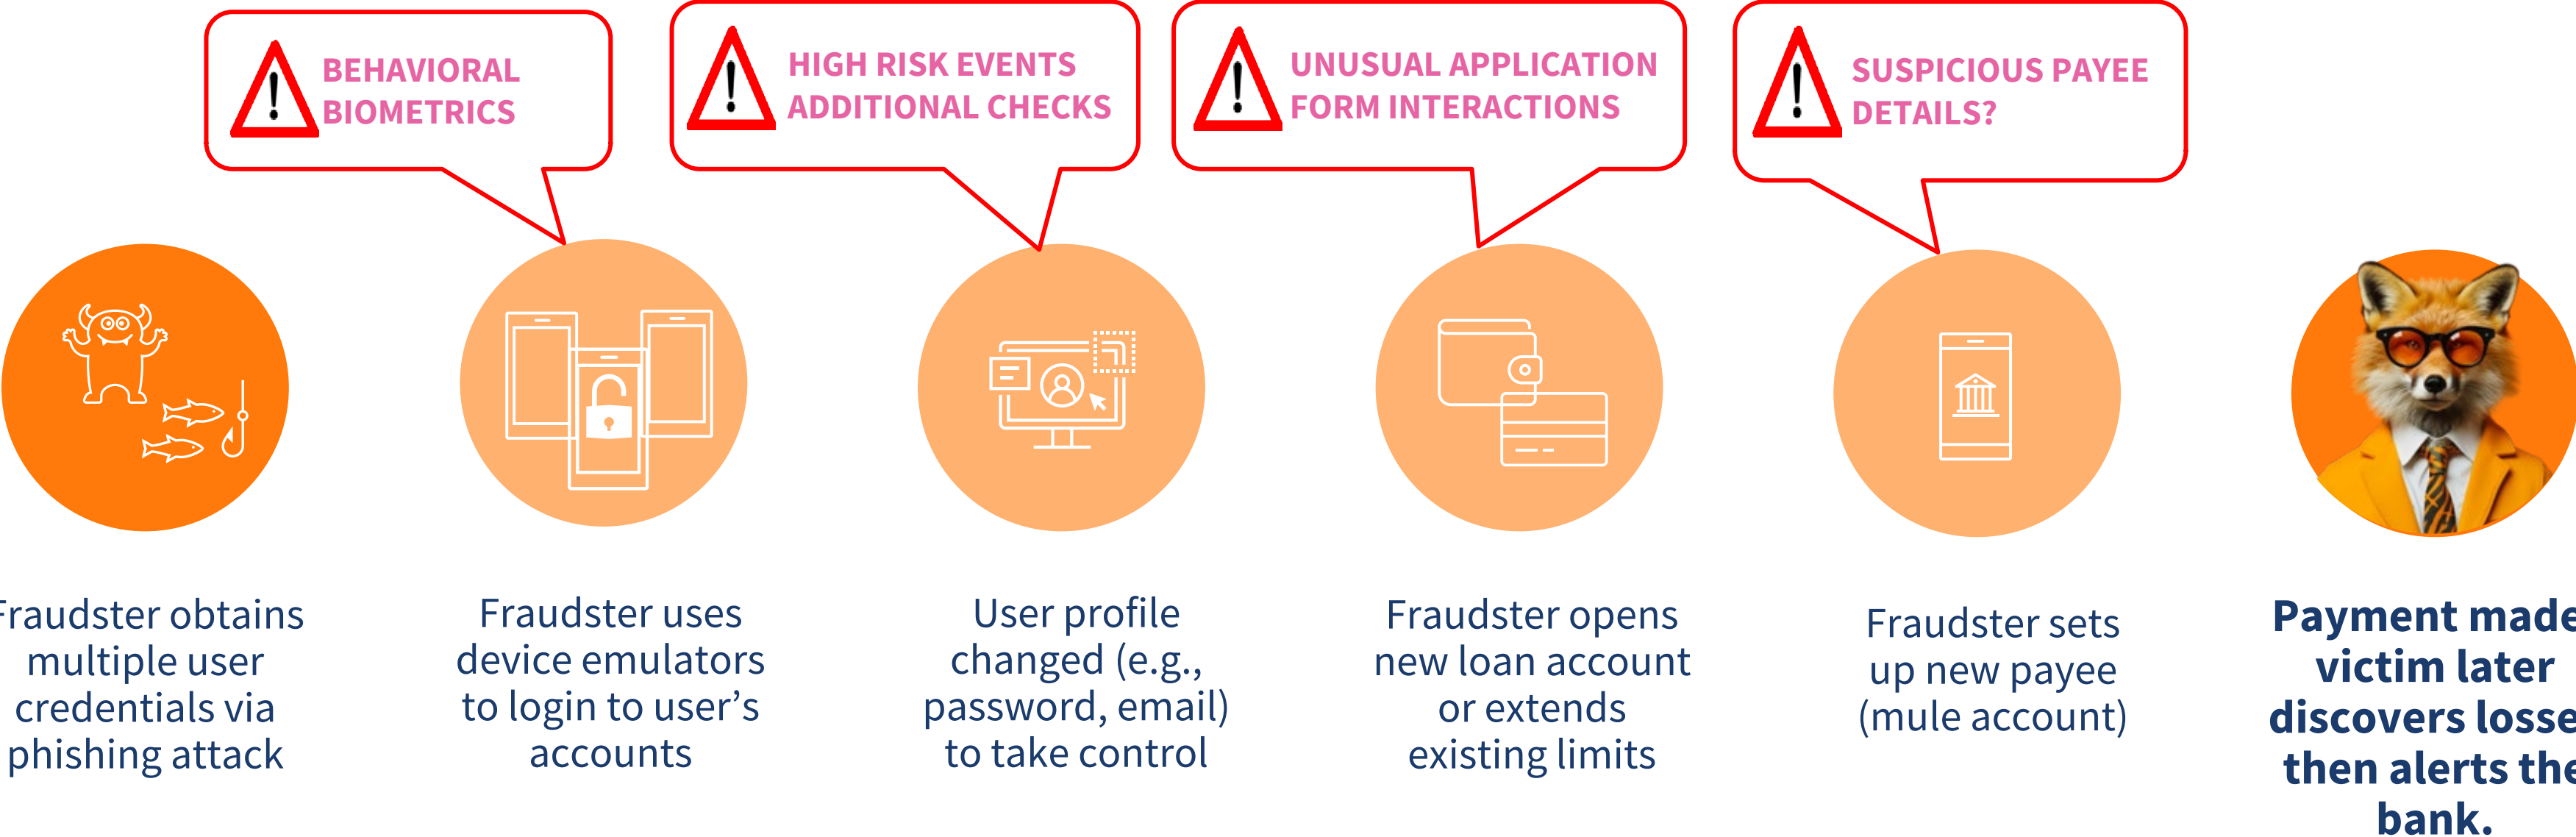 BEHAVIORAL
BIOMETRICS
HIGH RISK EVENTS
ADDITIONAL CHECKS
UNUSUAL APPLICATION
FORM INTERACTIONS
SUSPICIOUS PAYEE
DETAILS?
Fraudster obtains
multiple user
credentials via
phishing attack
Fraudster uses
device emulators
to login to user’s
accounts
User profile
changed (e.g.,
password, email)
to take control
Fraudster opens
new loan account
or extends
existing limits
Fraudster sets
up new payee
(mule account)
Payment made
victim later
discovers losse
then alerts the
bank.